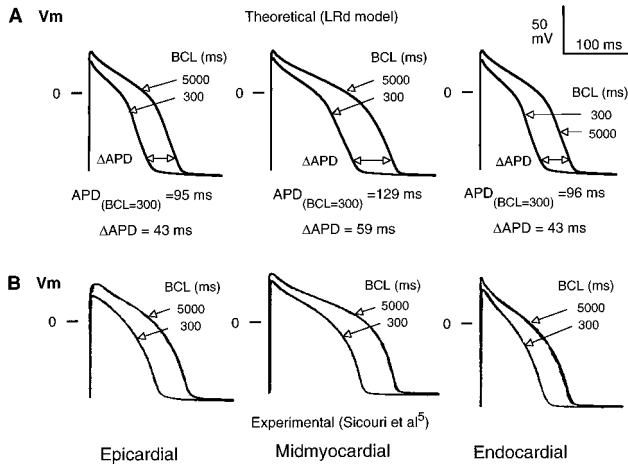 A Vm Theoretical (LRd model)
50 mV
100 ms
BCL (ms)
5000
300
0
ΔAPD
APD(BCL=300) =95 ms
ΔAPD = 43 ms
BCL (ms)
5000
300
0
ΔAPD
APD(BCL=300) =129 ms
ΔAPD = 59 ms
BCL (ms)
300
5000
0
ΔAPD
APD(BCL=300) =96 ms
ΔAPD = 43 ms
B Vm
BCL (ms)
5000
300
0
BCL (ms)
5000
300
0
BCL (ms)
5000
300
0
Experimental (Sicouri et al5)
Epicardial Midmyocardial Endocardial